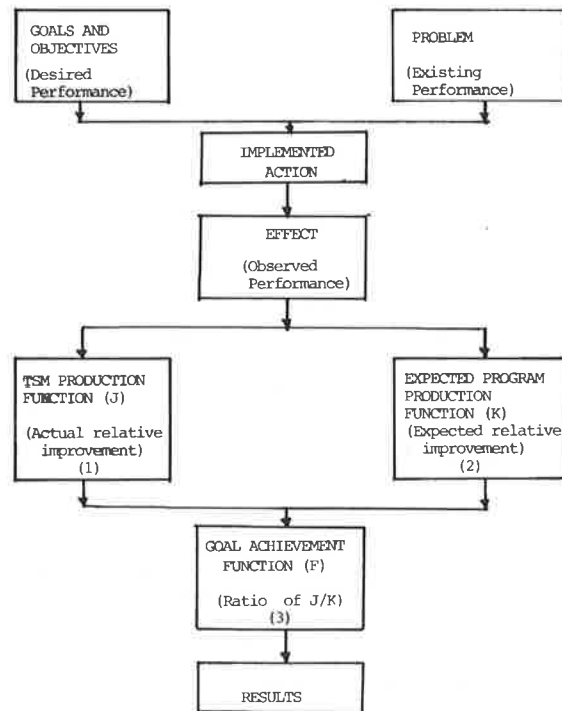 GOALS AND
OBJECTIVES
(Desired
Performance)
PROBLEM
(Existing
Performance)
IMPLEMENTED
ACTION
EFFECT
(Observed
Performance)
TSM PRODUCTION
FUNCTION (J)
(Actual relative
improvement)
(1)
EXPECTED PROGRAM
PRODUCTION
FUNCTION (K)
(Expected relative
improvement)
(2)
GOAL ACHIEVEMENT
FUNCTION (F)
(Ratio of J/K)
(3)
RESULTS